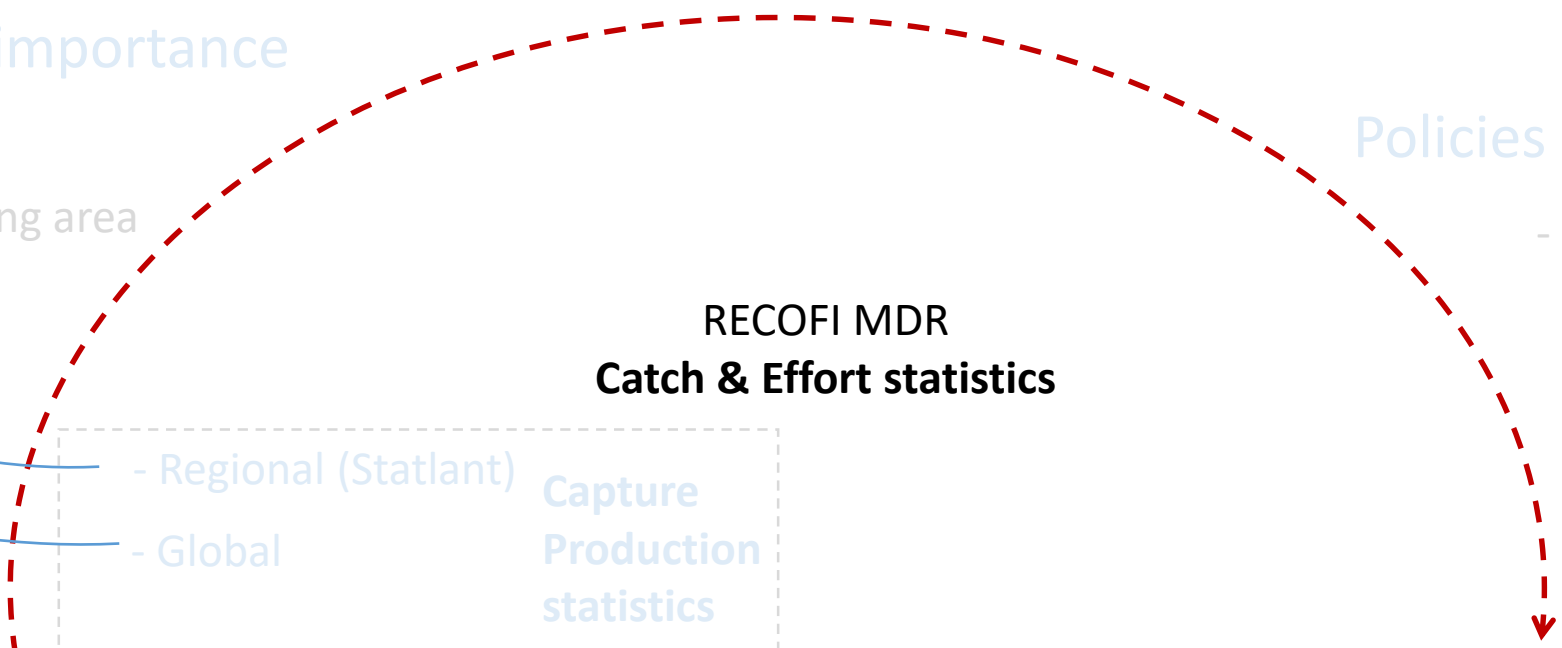 importance
Policies
ng area
-
RECOFI MDR
Catch & Effort statistics
- Regional (Statlant)
- Global
Capture
Production
statistics